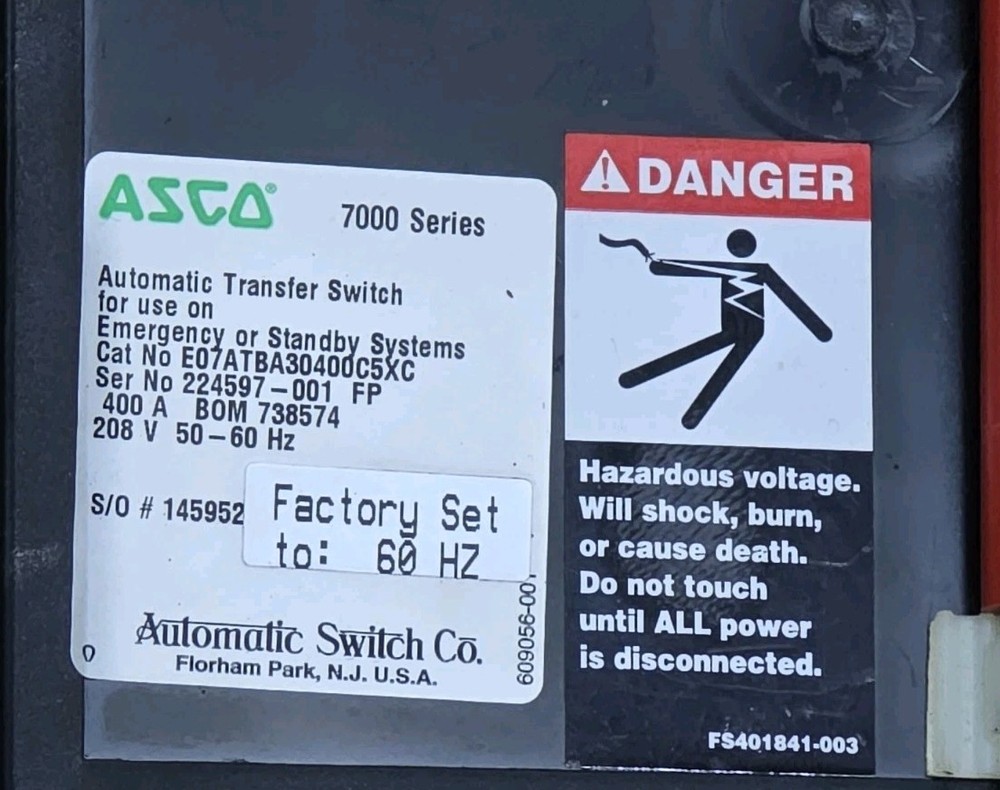 ASCO®
7000 Series
Automatic Transfer Switch
for use on
Emergency or Standby Systems
Cat No E07ATBA30400C5XC
Ser No 224597-001 FP
400 A BOM 738574
208 V 50-60 Hz
S/O # 145952
Factory Set
to: 60 HZ
609056-00
Automatic Switch Co.
Florham Park, N.J. U.S.A.
DANGER
Hazardous voltage.
Will shock, burn,
or cause death.
Do not touch
until ALL power
is disconnected.
FS401841-003